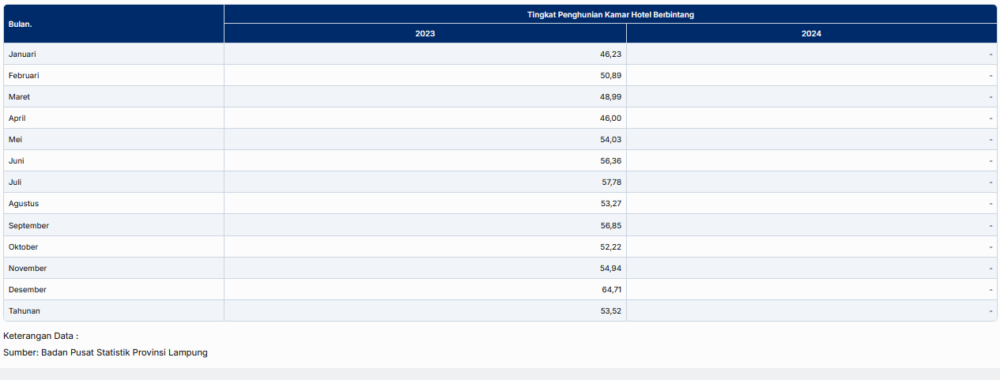 Bulan. Tingkat Penghunian Kamar Hotel Berbintang
2023 2024
Januari 46,23 -
Februari 50,89 -
Maret 48,99 -
April 46,00 -
Mei 54,03 -
Juni 56,36 -
Juli 57,78 -
Agustus 53,27 -
September 56,85 -
Oktober 52,22 -
November 54,94 -
Desember 64,71 -
Tahunan 53,52 -
Keterangan Data :
Sumber: Badan Pusat Statistik Provinsi Lampung